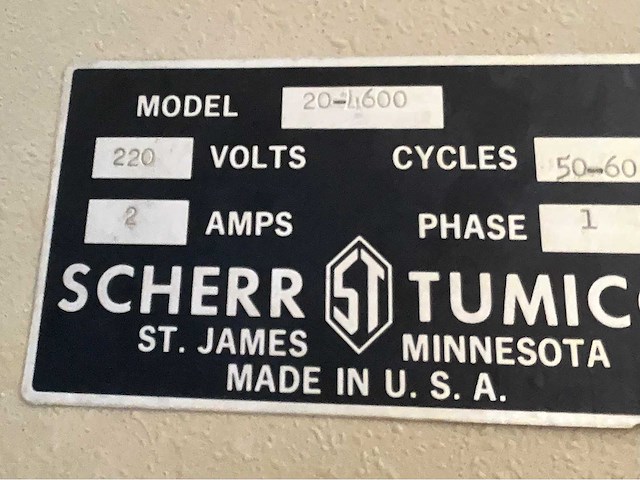 MODEL 20-4600
220 VOLTS CYCLES 50-60
2 AMPS PHASE 1
SCHERR ST TUMIC
ST. JAMES MINNESOTA
MADE IN U. S. A.